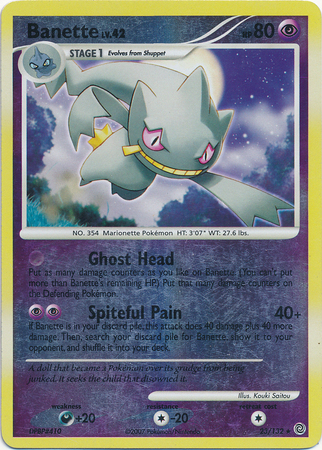 Banette LV.42
HP 80
STAGE 1 Evolves from Shuppet
NO. 354 Marionette Pokémon HT: 3'07" WT: 27.6 lbs.
Ghost Head
Put as many damage counters as you like on Banette. (You can't put
more than Banette's remaining HP.) Put that many damage counters on
the Defending Pokémon.
Spiteful Pain 40+
If Banette is in your discard pile, this attack does 40 damage plus 40 more
damage. Then, search your discard pile for Banette, show it to your
opponent, and shuffle it into your deck.
A doll that became a Pokémon over its grudge from being
junked. It seeks the child that disowned it.
Illus. Kouki Saitou
weakness resistance retreat cost
+20 -20
©2007 Pokémon/Nintendo
/132